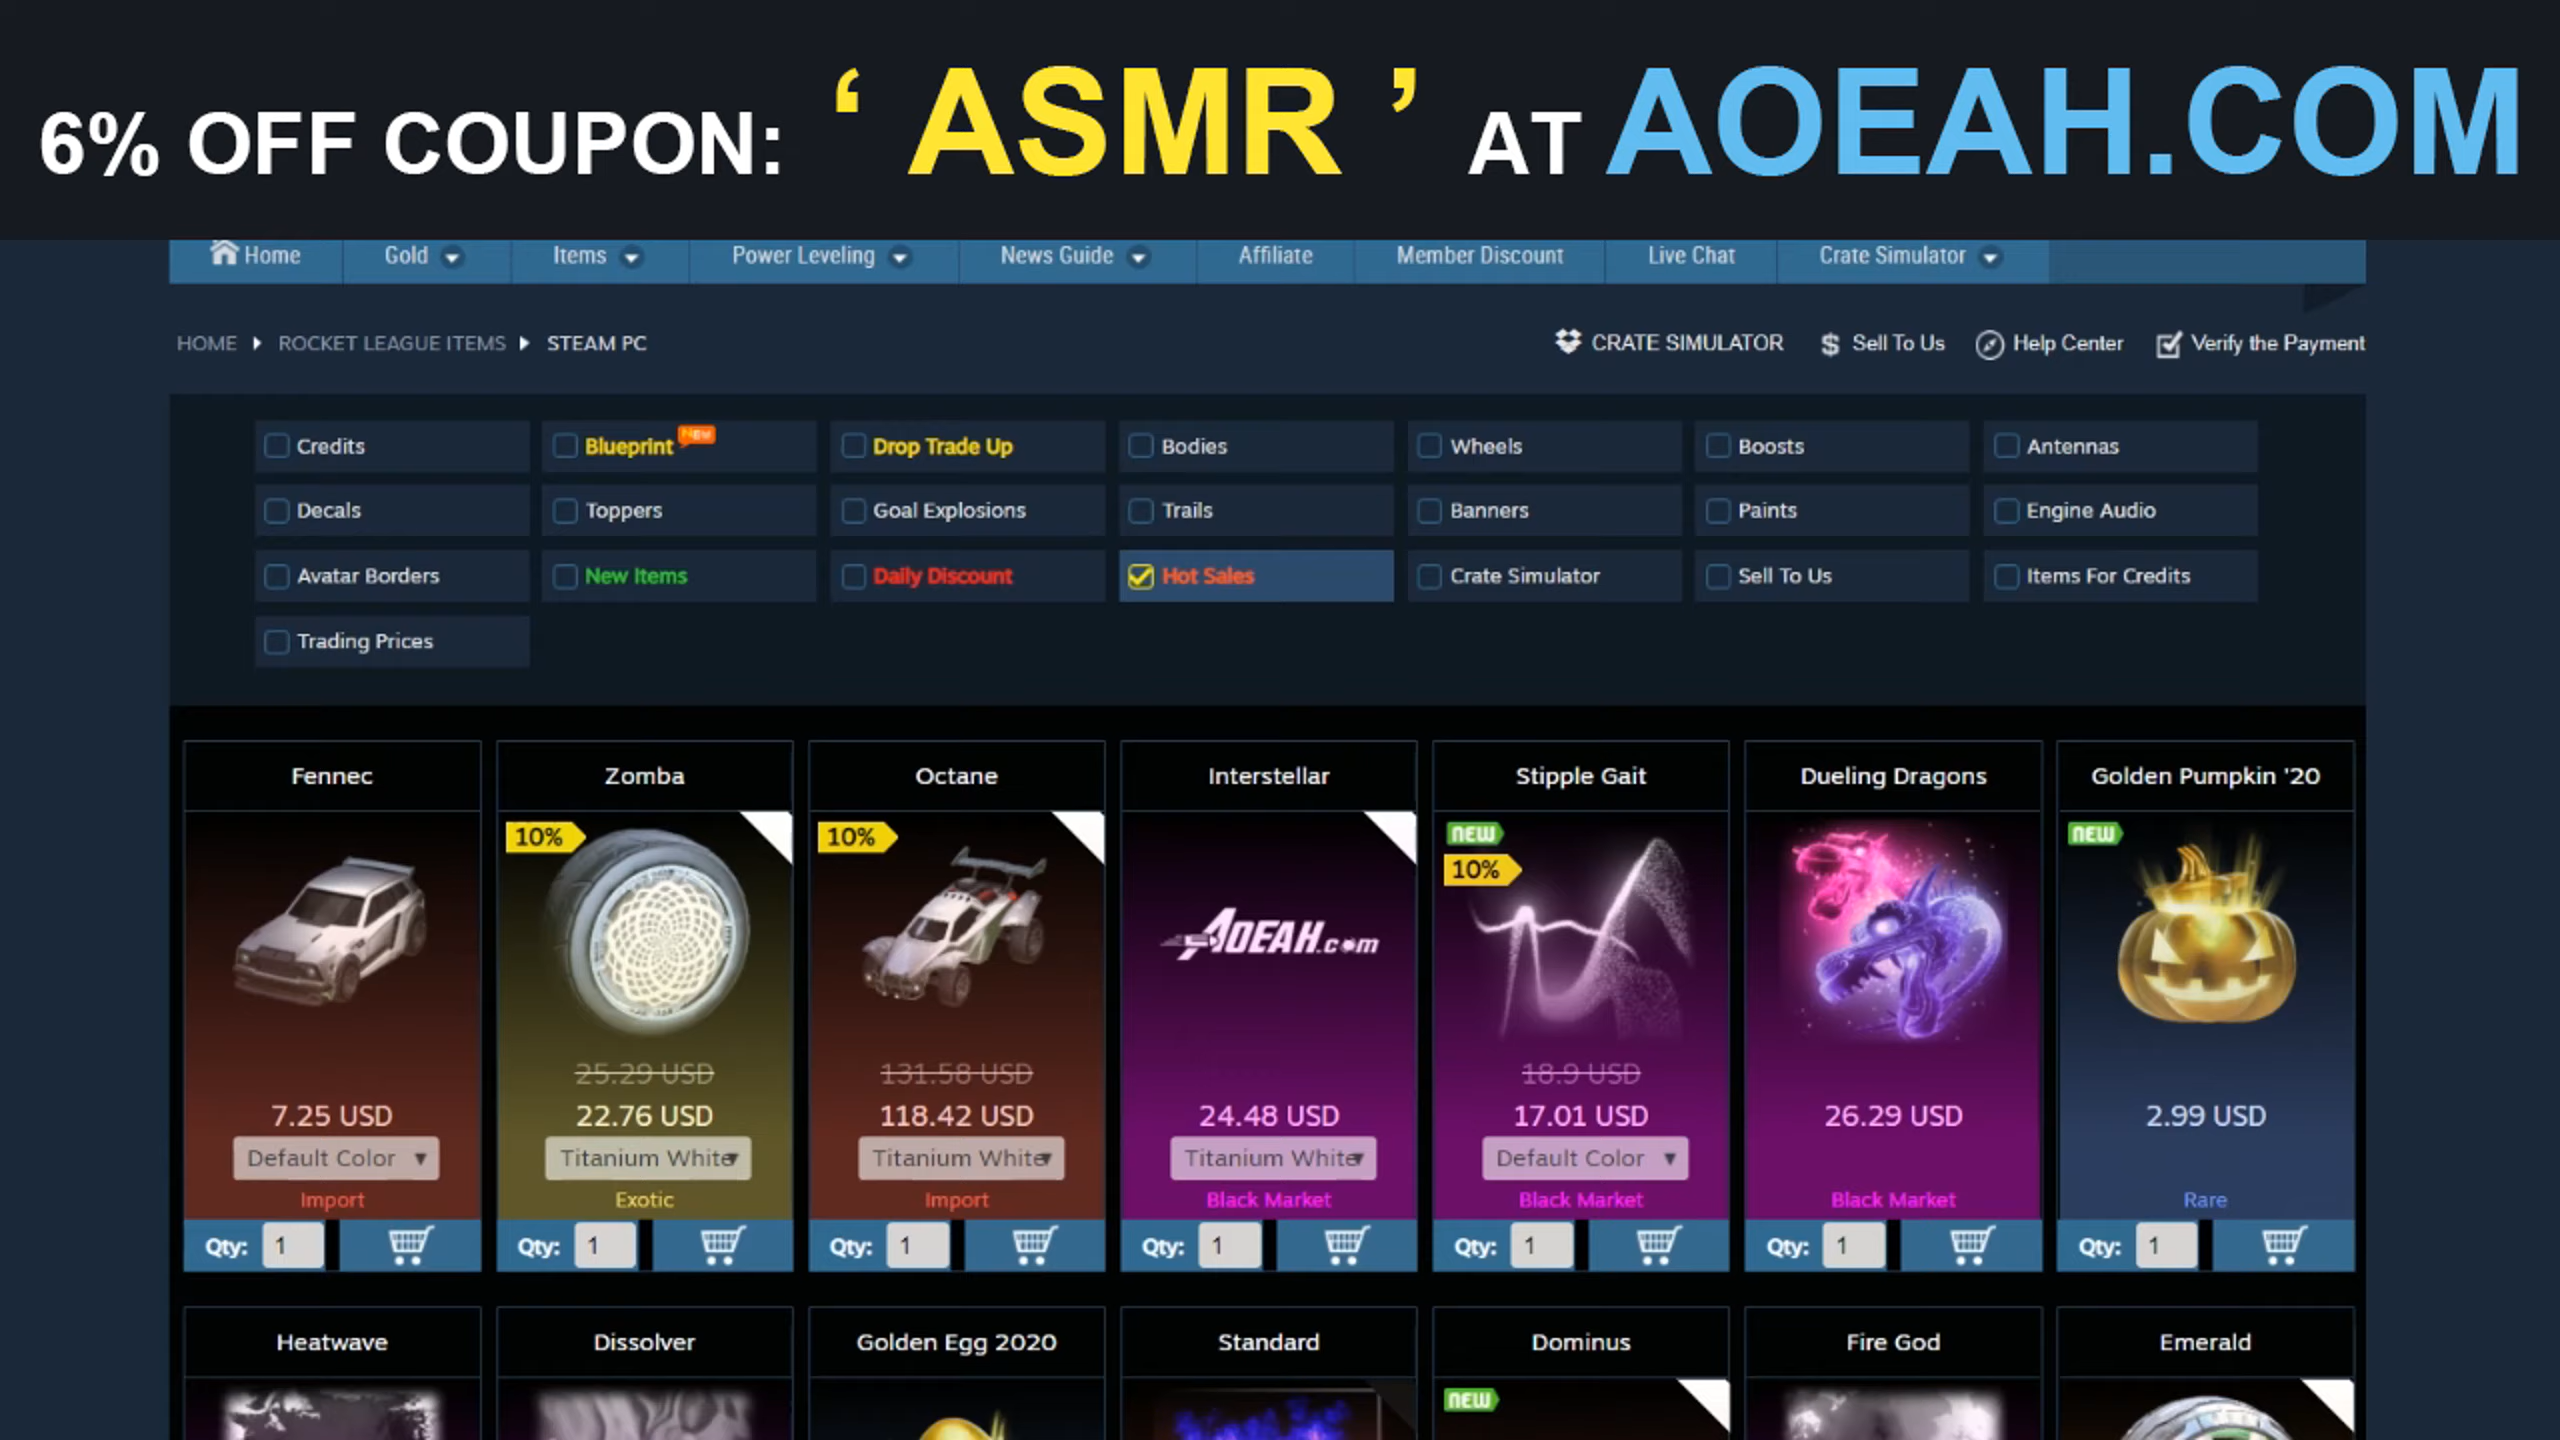 6% OFF COUPON: ‘ ASMR ’ AT AOEAH.COM
Home Gold Items Power Leveling News Guide Affiliate Member Discount Live Chat Crate Simulator
HOME ROCKET LEAGUE ITEMS STEAM PC CRATE SIMULATOR $ Sell To Us Help Center Verify the Payment
Credits Blueprint NEW Drop Trade Up Bodies Wheels Boosts Antennas
Decals Toppers Goal Explosions Trails Banners Paints Engine Audio
Avatar Borders New Items Daily Discount Hot Sales Crate Simulator Sell To Us Items For Credits
Trading Prices
Fennec Zomba Octane Interstellar Stipple Gait Dueling Dragons Golden Pumpkin '20
NEW NEW
10% 10% 10%
AOEAH.com
25.29 USD 131.58 USD 18.9 USD
7.25 USD 22.76 USD 118.42 USD 24.48 USD 17.01 USD 26.29 USD 2.99 USD
Default Color Titanium White Titanium White Titanium White Default Color
Import Exotic Import Black Market Black Market Black Market Rare
Qty: 1 Qty: 1 Qty: 1 Qty: 1 Qty: 1 Qty: 1 Qty: 1
Heatwave Dissolver Golden Egg 2020 Standard Dominus Fire God Emerald
NEW